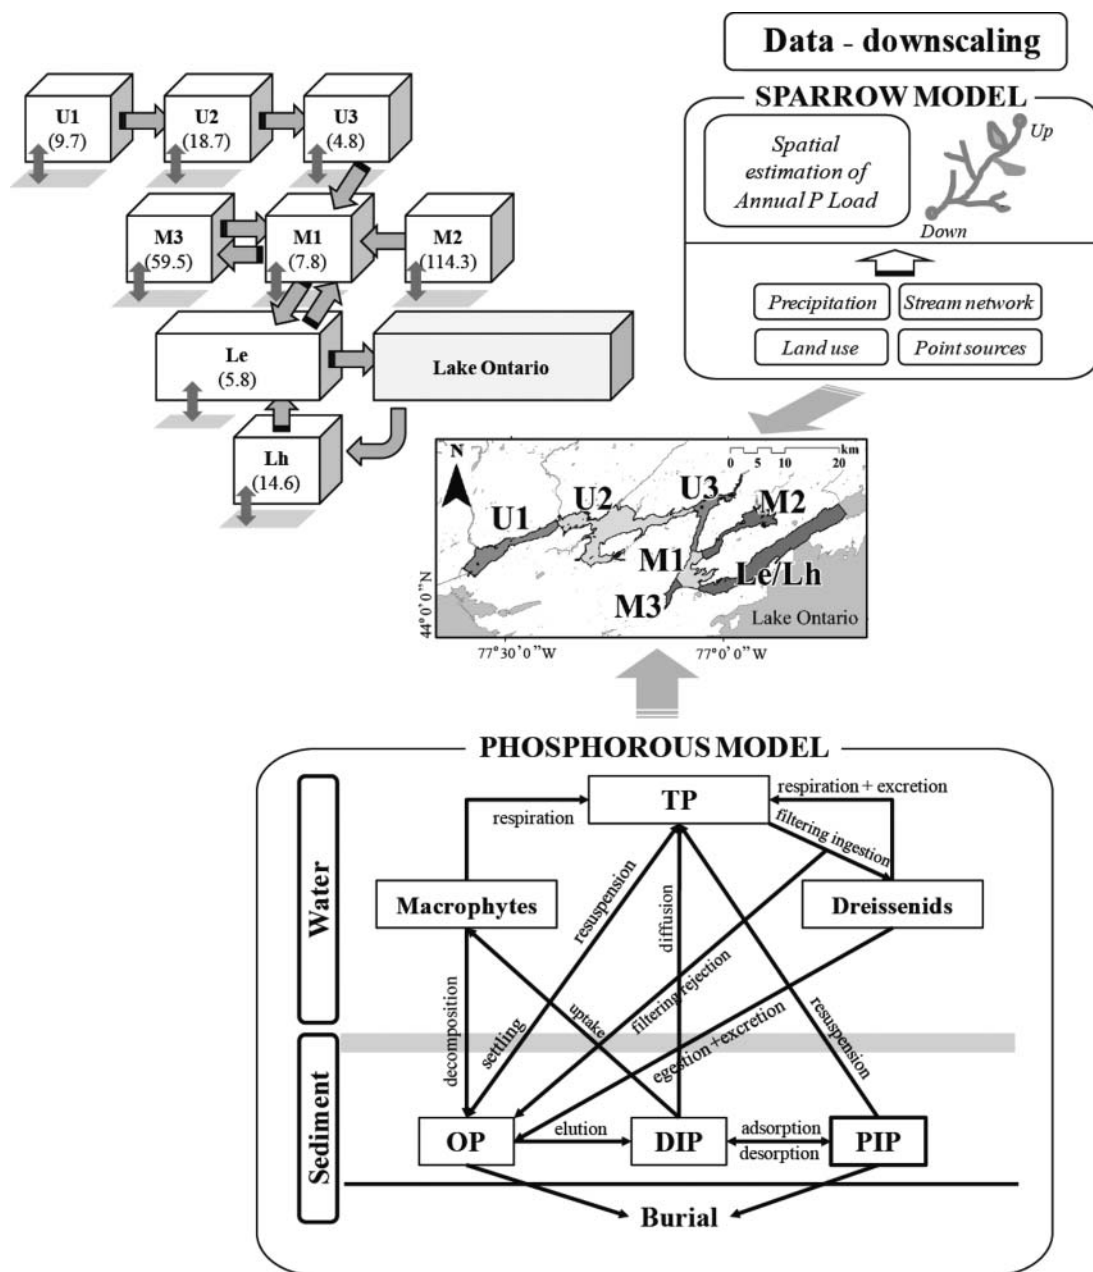 Data - downscaling
SPARROW MODEL
Spatial
estimation of
Annual P Load
Up
Down
Precipitation
Stream network
Land use
Point sources
U1
(9.7)
U2
(18.7)
U3
(4.8)
M3
(59.5)
M1
(7.8)
M2
(114.3)
Le
(5.8)
Lake Ontario
Lh
(14.6)
N
km
0 5 10 20
U1
U2
U3
M2
M1
Le/Lh
M3
Lake Ontario
44°0'0"N
77°30'0"W
77°0'0"W
PHOSPHOROUS MODEL
Water
Sediment
TP
respiration + excretion
respiration
filtering ingestion
Macrophytes
Dreissenids
resuspension
diffusion
decomposition
settling
uptake
filtering rejection
egestion +excretion
resuspension
OP
elution
DIP
adsorption
desorption
PIP
Burial